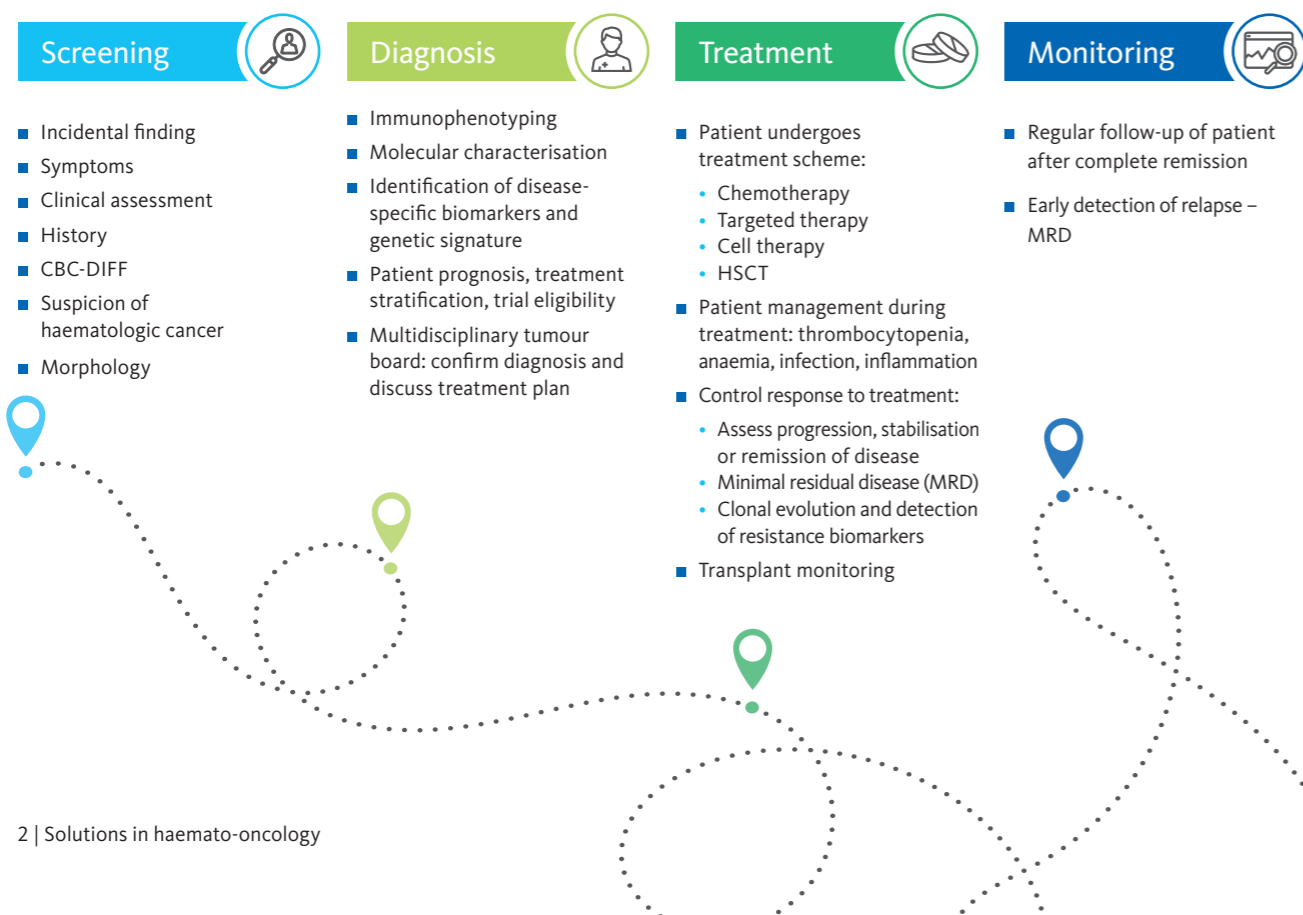 Screening
Incidental finding
Symptoms
Clinical assessment
History
CBC-DIFF
Suspicion of
haematologic cancer
Morphology
Diagnosis
Immunophenotyping
Molecular characterisation
Identification of disease-
specific biomarkers and
genetic signature
Patient prognosis, treatment
stratification, trial eligibility
Multidisciplinary tumour
board: confirm diagnosis and
discuss treatment plan
Treatment
Patient undergoes
treatment scheme:
Chemotherapy
Targeted therapy
Cell therapy
HSCT
Patient management during
treatment: thrombocytopenia,
anaemia, infection, inflammation
Control response to treatment:
Assess progression, stabilisation
or remission of disease
Minimal residual disease (MRD)
Clonal evolution and detection
of resistance biomarkers
Transplant monitoring
Monitoring
Regular follow-up of patient
after complete remission
Early detection of relapse –
MRD
2 | Solutions in haemato-oncology